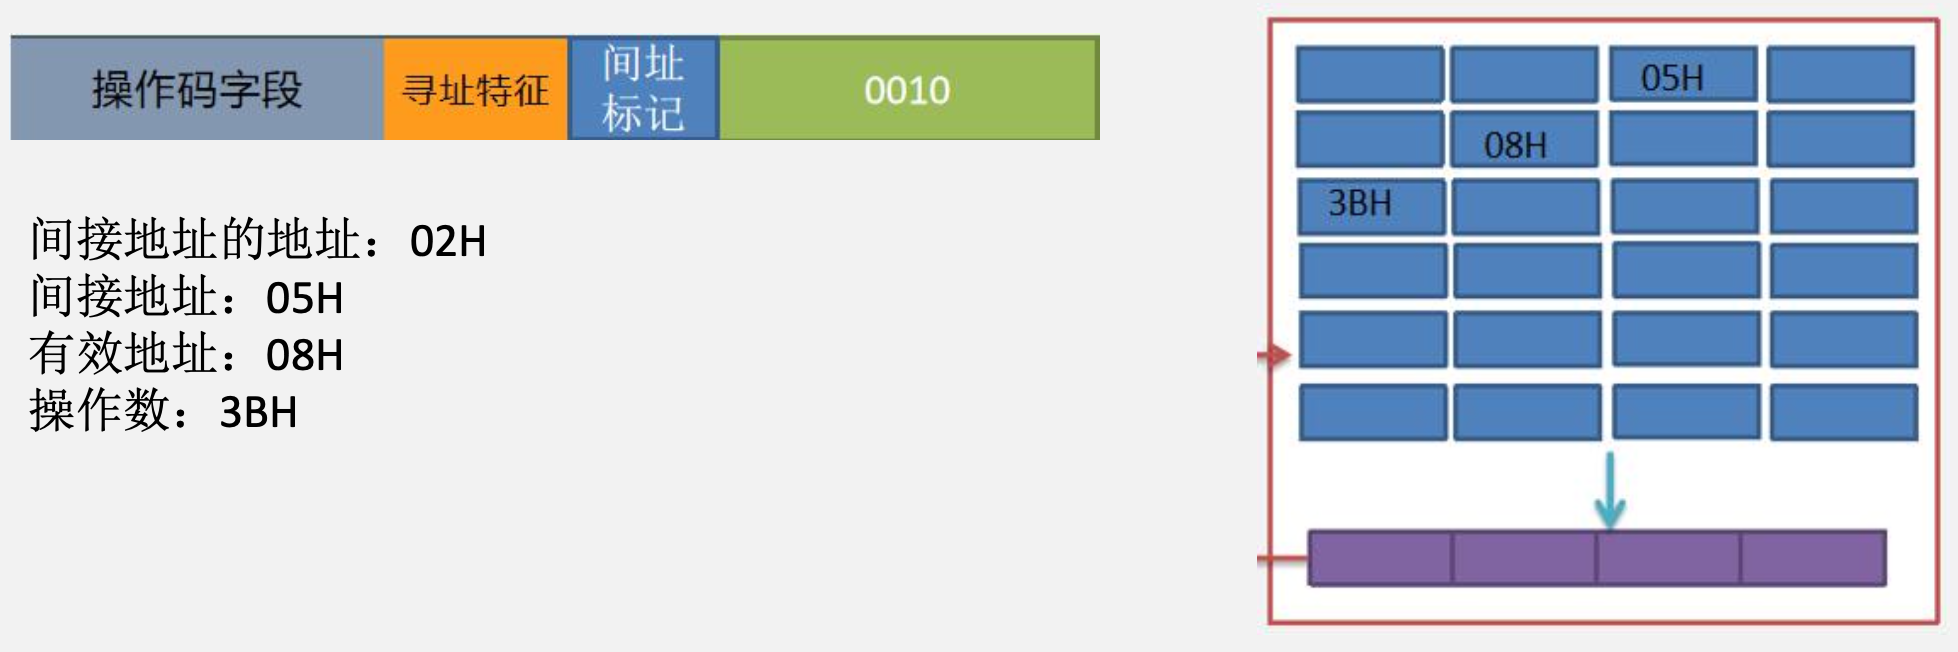 操作码字段 寻址特征 间址标记 0010
间接地址的地址：02H
间接地址：05H
有效地址：08H
操作数：3BH
05H
08H
3BH